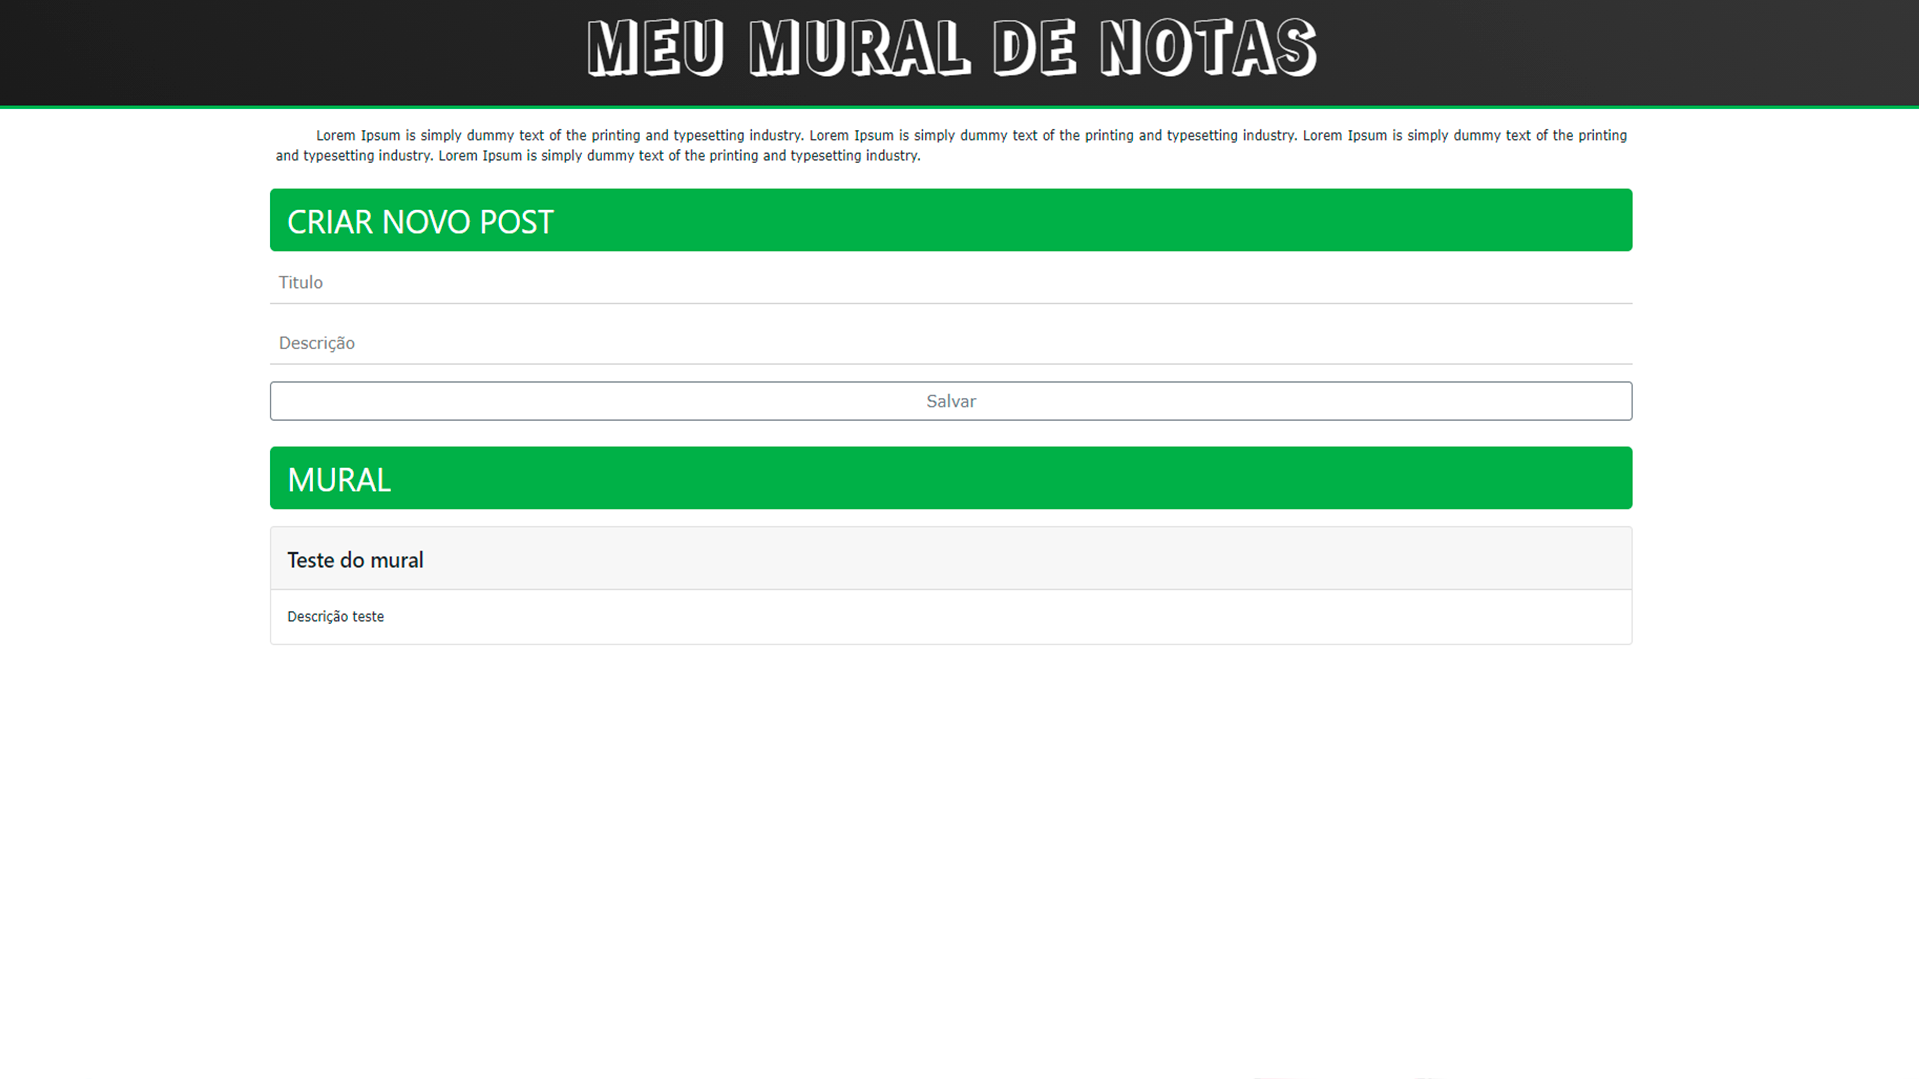 MEU MURAL DE NOTAS
Lorem Ipsum is simply dummy text of the printing and typesetting industry. Lorem Ipsum is simply dummy text of the printing and typesetting industry. Lorem Ipsum is simply dummy text of the printing
and typesetting industry. Lorem Ipsum is simply dummy text of the printing and typesetting industry.
CRIAR NOVO POST
Titulo
Descrição
Salvar
MURAL
Teste do mural
Descrição teste